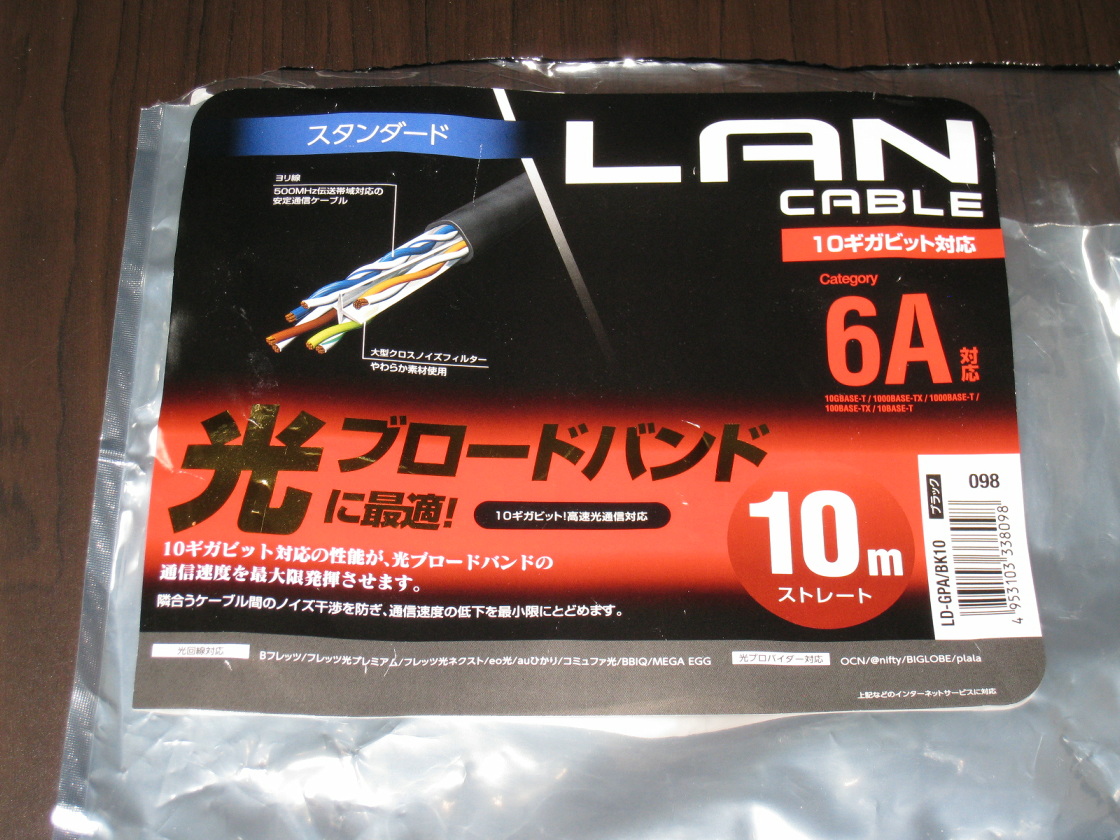 スタンダード
LAN
CABLE
10ギガビット対応
ヨリ線
500MHz伝送帯域対応の
安定通信ケーブル
大型クロスノイズフィルター
やわらか素材使用
Category
6A対応
10GBASE-T / 1000BASE-TX / 1000BASE-T /
100BASE-TX / 10BASE-T
光ブロードバンド
に最適!
10ギガビット!高速光通信対応
10ギガビット対応の性能が、光ブロードバンドの
通信速度を最大限発揮させます。
隣合うケーブル間のノイズ干渉を防ぎ、通信速度の低下を最小限にとどめます。
10m
ストレート
ブラック
098
LD-GPA/BK10
4953103338098
光回線対応
Bフレッツ/フレッツ光プレミアム/フレッツ光ネクスト/eo光/auひかり/コミュファ光/BBIQ/MEGA EGG
光プロバイダー対応
OCN/@nifty/BIGLOBE/plala
上記などのインターネットサービスに対応